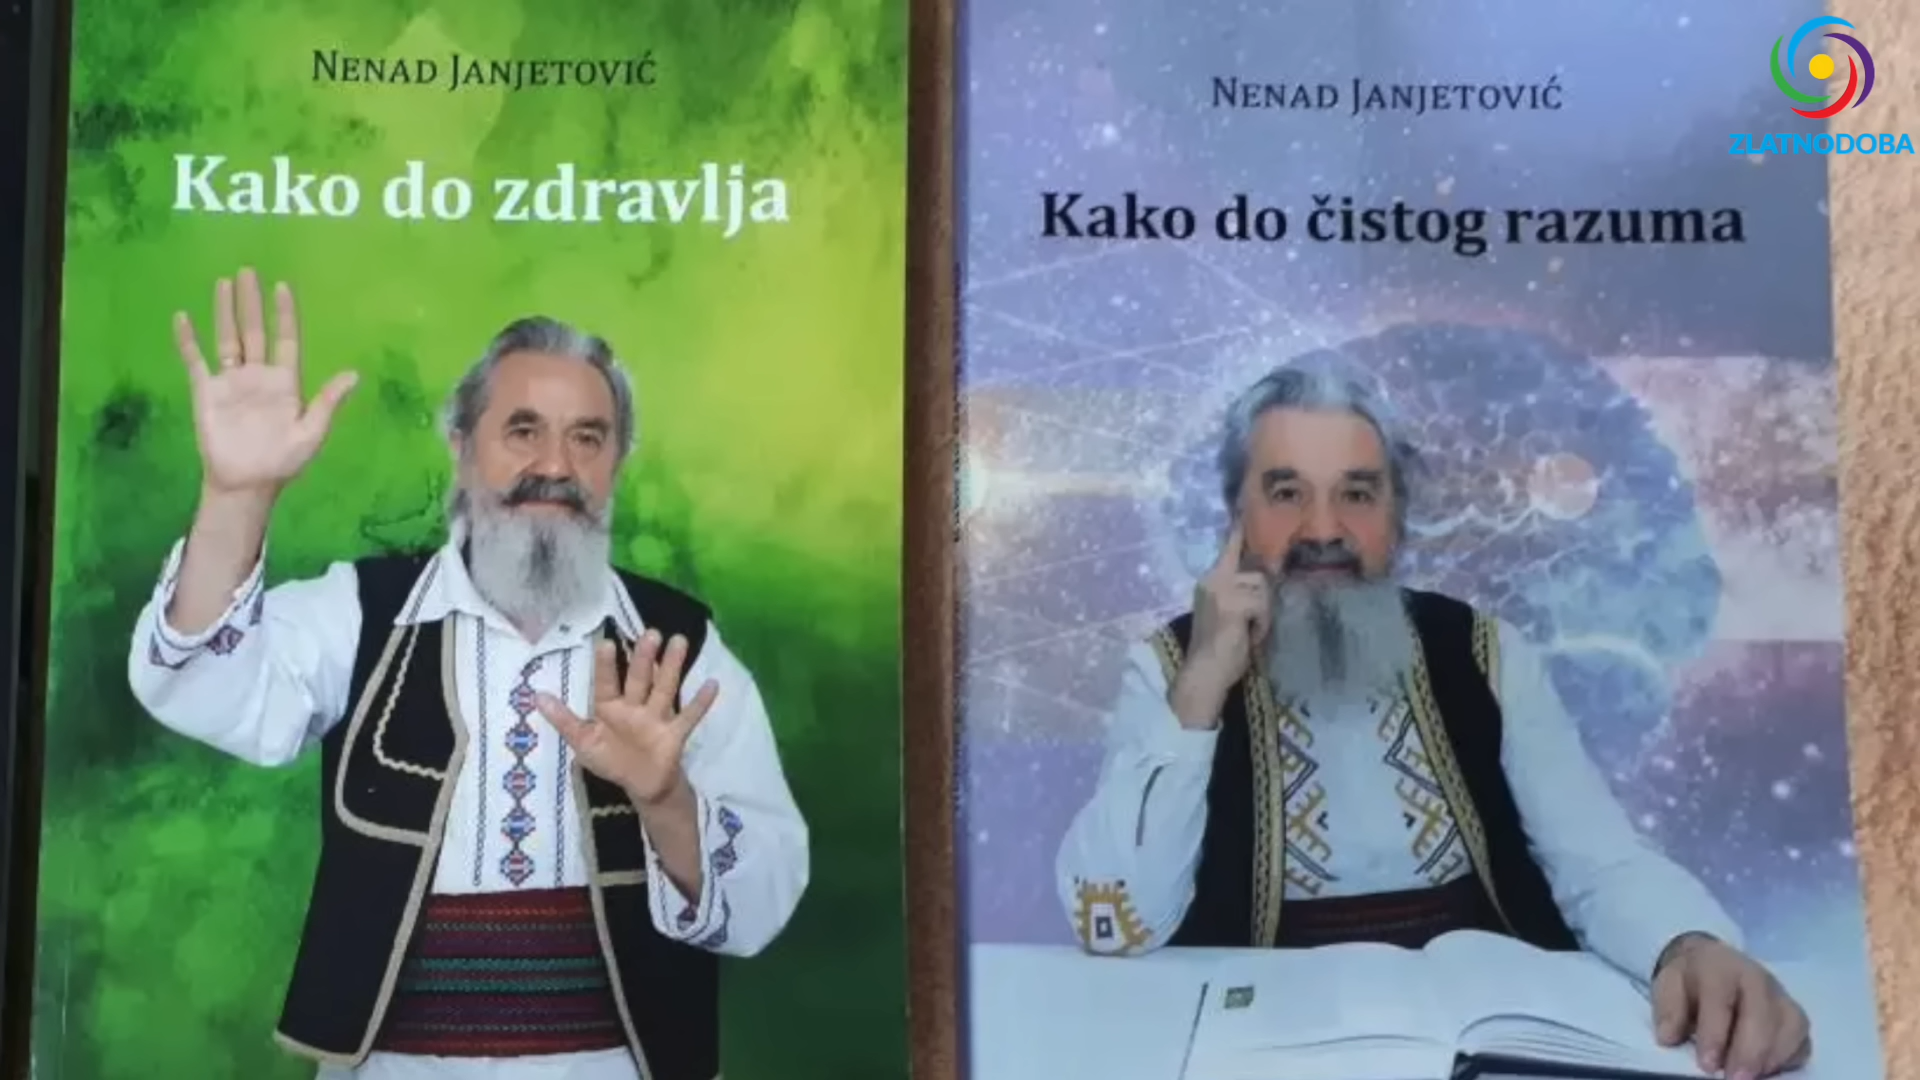 NENAD JANJETOVIĆ
Kako do zdravlja
NENAD JANJETOVIĆ
Kako do čistog razuma
ZLATNODOBA